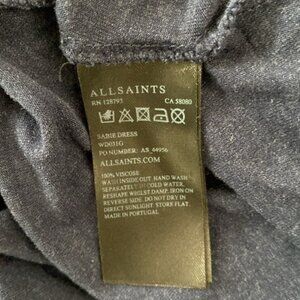 ALLSAINTS
RN 128793 CA 58080
SABIE DRESS
WD031G
PO NUMBER: AS_44956
ALLSAINTS.COM
100% VISCOSE
WASH INSIDE OUT. HAND WASH
SEPARATELY IN COLD WATER.
RESHAPE WHILST DAMP. IRON ON
REVERSE SIDE. DO NOT DRY IN
DIRECT SUNLIGHT. STORE FLAT.
MADE IN PORTUGAL